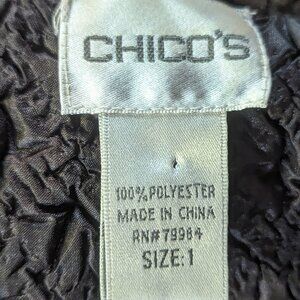 CHICO'S
100% POLYESTER
MADE IN CHINA
RN# 79984
SIZE: 1